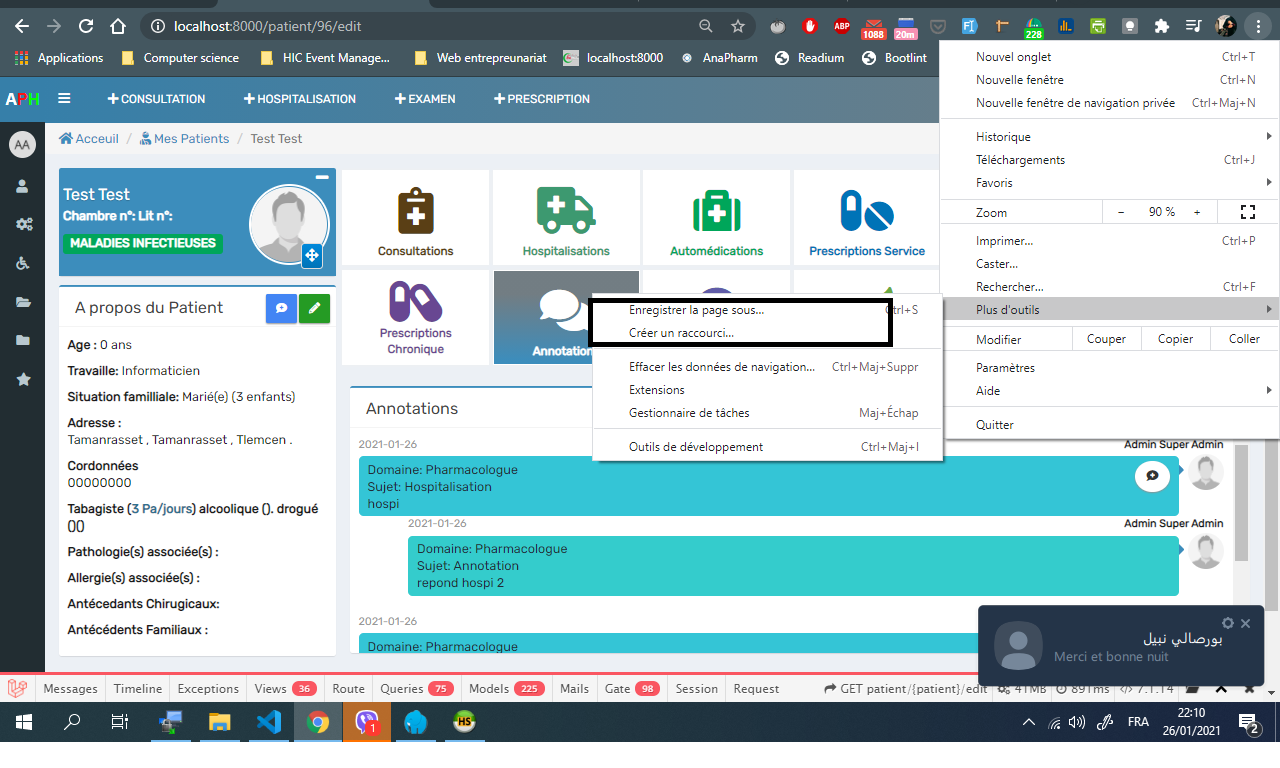 localhost:8000/patient/96/edit
ABP
1088
20m
228
Applications
Computer science
HIC Event Manage...
Web entrepreunariat
localhost:8000
AnaPharm
Readium
Bootlint
APH
CONSULTATION
HOSPITALISATION
EXAMEN
PRESCRIPTION
AA
Acceuil / Mes Patients / Test Test
Test Test
Chambre n°: Lit n°:
MALADIES INFECTIEUSES
Consultations
Hospitalisations
Automédications
Prescriptions Service
Prescriptions
Chronique
Annotation
A propos du Patient
Age : 0 ans
Travaille: Informaticien
Situation familliale: Marié(e) (3 enfants)
Adresse :
Tamanrasset , Tamanrasset , Tlemcen .
Cordonnées
00000000
Tabagiste (3 Pa/jours) alcoolique (). drogué
()()
Pathologie(s) associée(s) :
Allergie(s) associée(s) :
Antécedants Chirugicaux:
Antécédents Familiaux :
Annotations
2021-01-26
Admin Super Admin
Domaine: Pharmacologue
Sujet: Hospitalisation
hospi
2021-01-26
Admin Super Admin
Domaine: Pharmacologue
Sujet: Annotation
repond hospi 2
2021-01-26
Domaine: Pharmacologue
Nouvel onglet Ctrl+T
Nouvelle fenêtre Ctrl+N
Nouvelle fenêtre de navigation privée Ctrl+Maj+N
Historique
Téléchargements Ctrl+J
Favoris
Zoom − 90 % +
Imprimer... Ctrl+P
Caster...
Rechercher... Ctrl+F
Plus d'outils
Modifier Couper Copier Coller
Paramètres
Aide
Quitter
Enregistrer la page sous... Ctrl+S
Créer un raccourci...
Effacer les données de navigation... Ctrl+Maj+Suppr
Extensions
Gestionnaire de tâches Maj+Échap
Outils de développement Ctrl+Maj+I
بورصالي نبيل
Merci et bonne nuit
Messages
Timeline
Exceptions
Views 36
Route
Queries 75
Models 225
Mails
Gate 98
Session
Request
GET patient/{patient}/edit
41MB
891ms
7.1.14
1
HS
FRA
22:10
26/01/2021
2